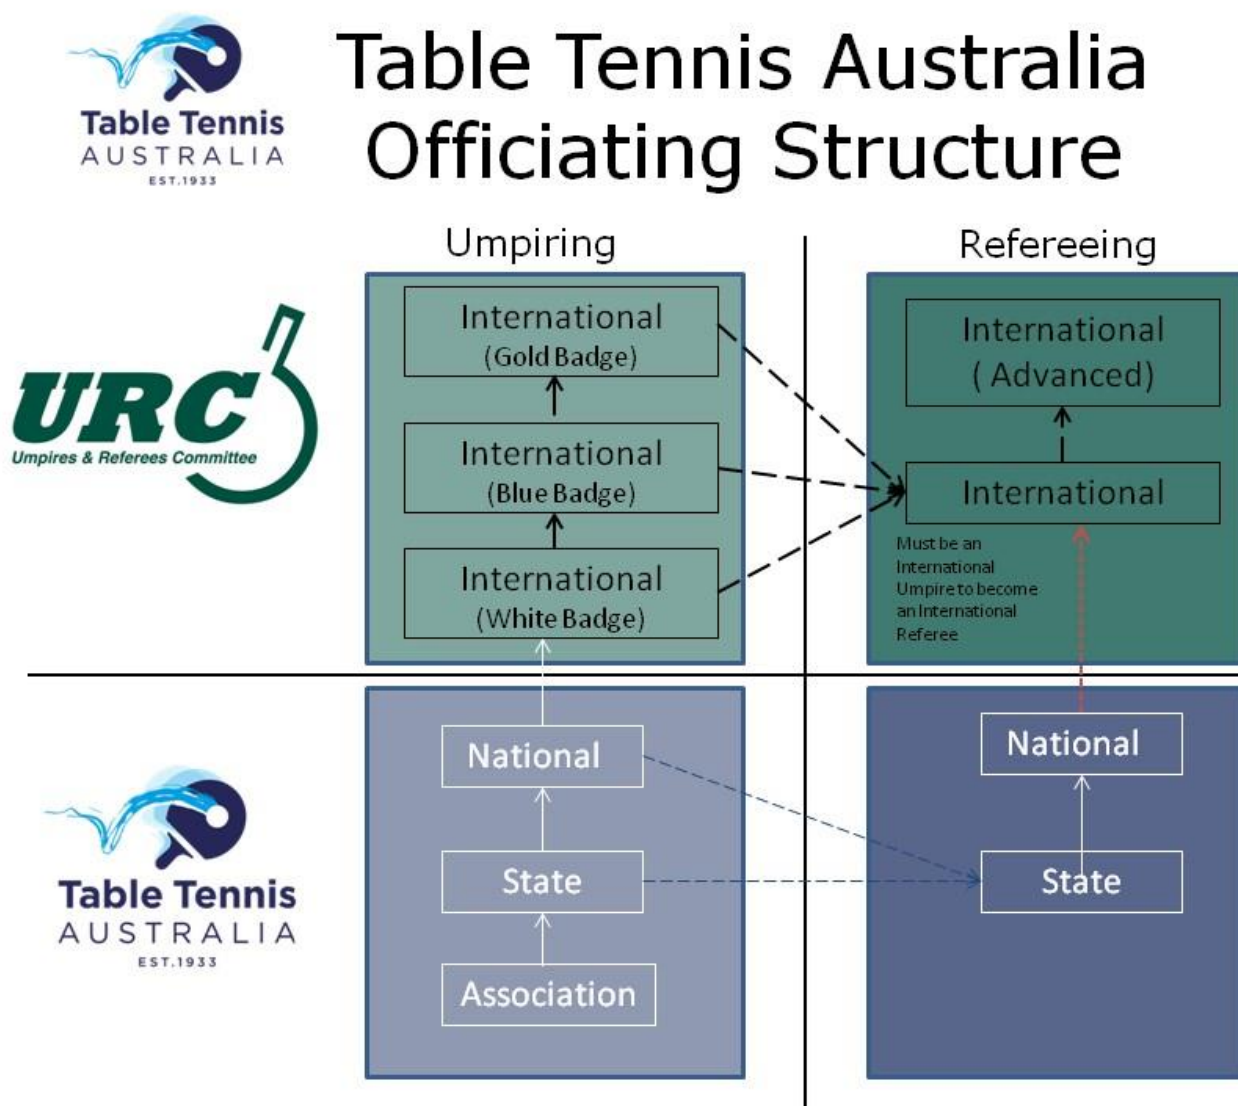 Table Tennis
AUSTRALIA
EST.1933
Table Tennis Australia
Officiating Structure
Umpiring
Refereeing
URC
Umpires & Referees Committee
International
(Gold Badge)
International
(Blue Badge)
International
(White Badge)
International
( Advanced)
International
Must be an
International
Umpire to become
an International
Referee
Table Tennis
AUSTRALIA
EST.1933
National
State
Association
National
State